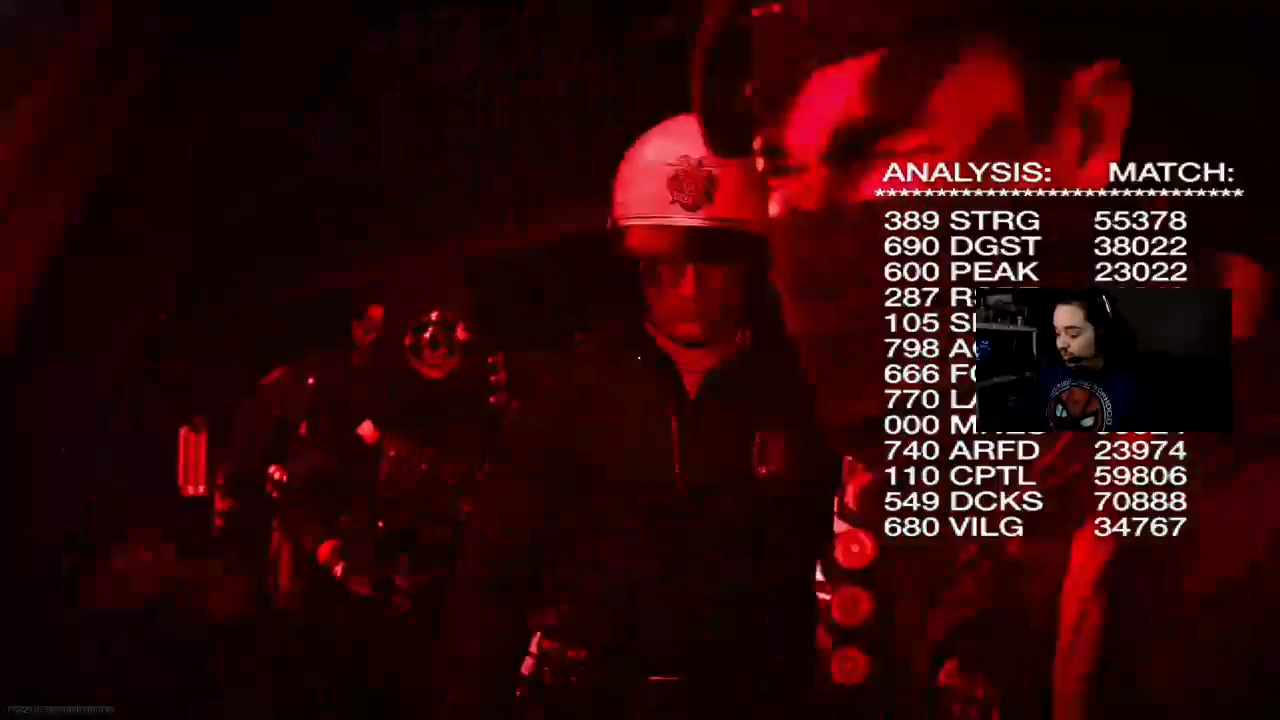 ANALYSIS: MATCH:
*****************************
389 STRG 55378
690 DGST 38022
600 PEAK 23022
287
105
798
666
770
000
740 ARFD 23974
110 CPTL 59806
549 DCKS 70888
680 VILG 34767